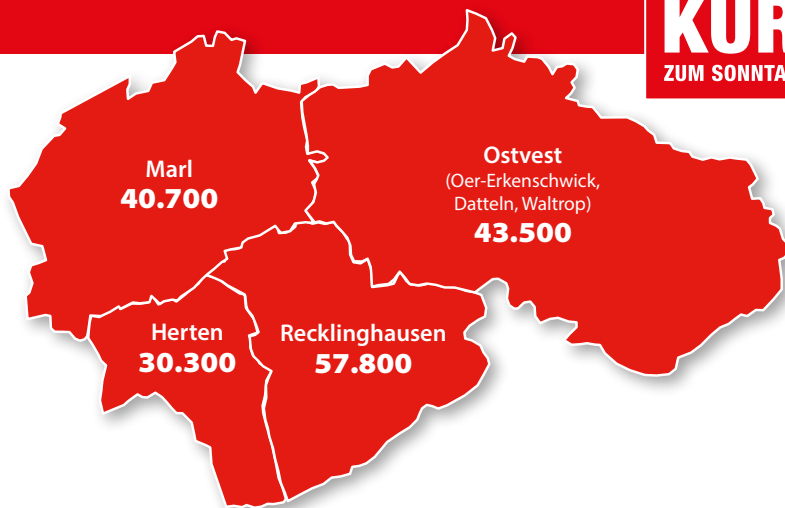 KUR
ZUM SONNTA
Marl
40.700
Ostvest
(Oer-Erkenschwick,
Datteln, Waltrop)
43.500
Herten
30.300
Recklinghausen
57.800